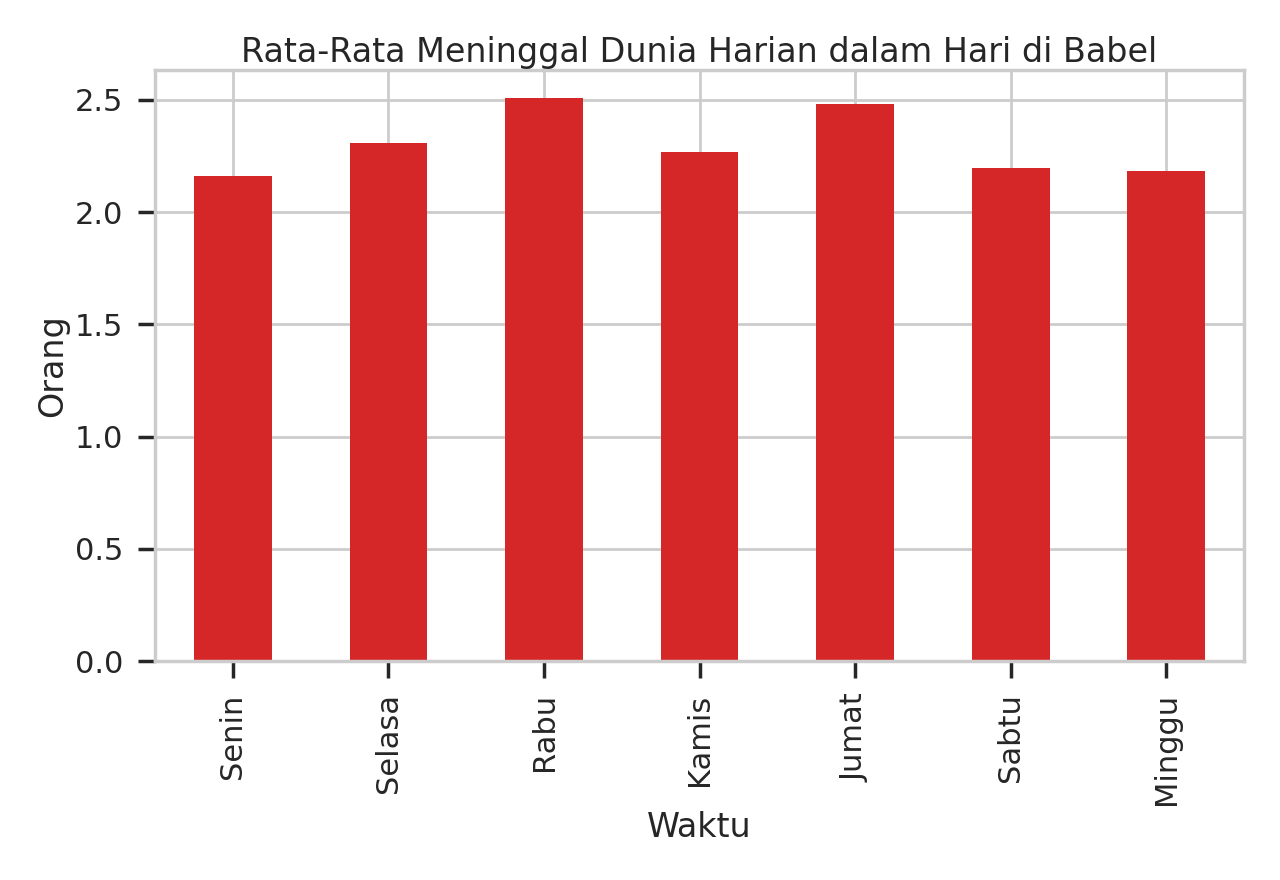 Rata-Rata Meninggal Dunia Harian dalam Hari di Babel
Orang
2.5
2.0
1.5
1.0
0.5
0.0
Senin
Selasa
Rabu
Kamis
Jumat
Sabtu
Minggu
Waktu